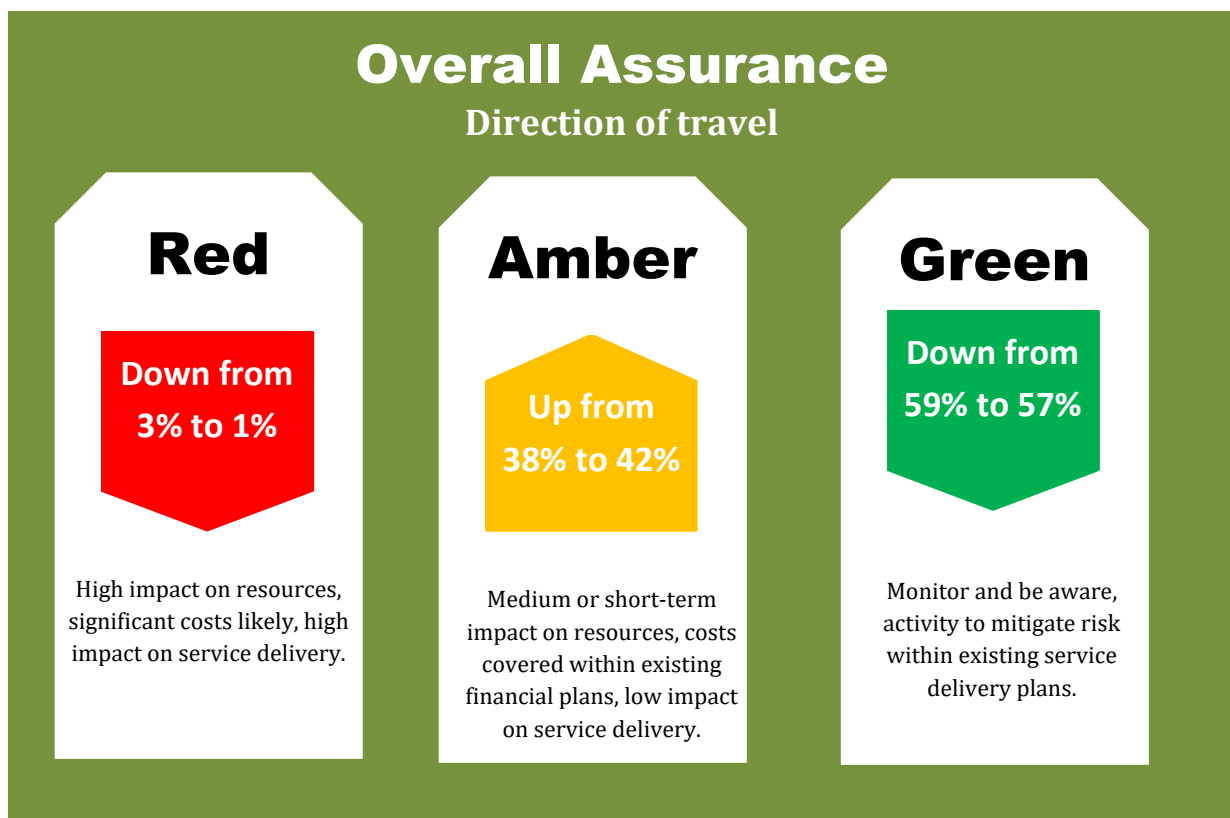 Overall Assurance
Direction of travel
Red
Down from
3% to 1%
High impact on resources,
significant costs likely, high
impact on service delivery.
Amber
Up from
38% to 42%
Medium or short-term
impact on resources, costs
covered within existing
financial plans, low impact
on service delivery.
Green
Down from
59% to 57%
Monitor and be aware,
activity to mitigate risk
within existing service
delivery plans.